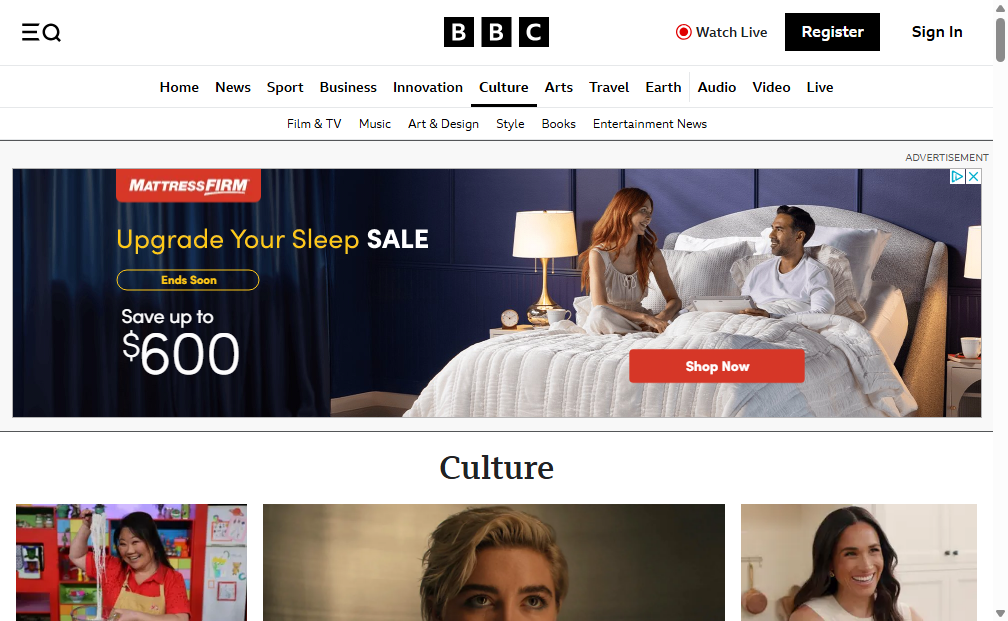 BBC
Watch Live
Register
Sign In
Home News Sport Business Innovation Culture Arts Travel Earth Audio Video Live
Film & TV Music Art & Design Style Books Entertainment News
ADVERTISEMENT
MATTRESSFIRM
Upgrade Your Sleep SALE
Ends Soon
Save up to
$600
Shop Now
Culture